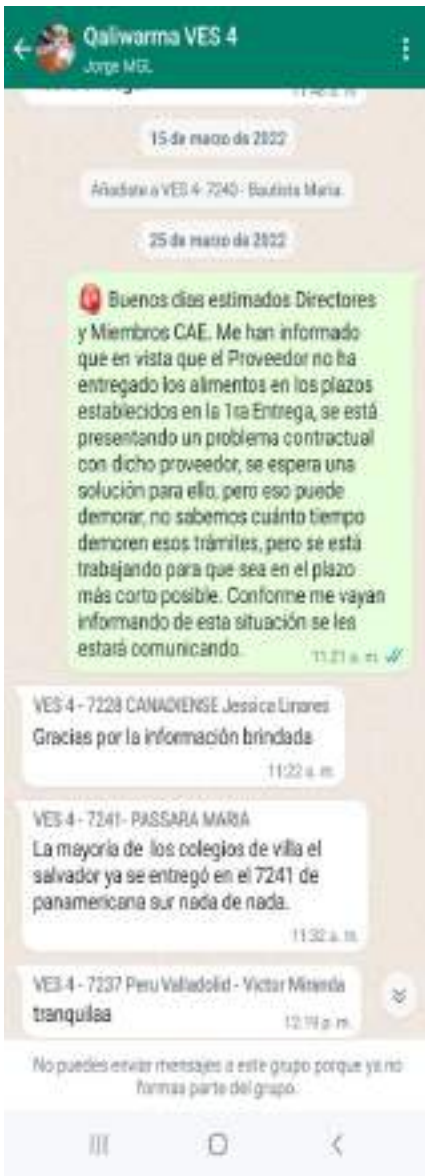 Qaliwarma VES 4
Jorge MGL
15 de marzo de 2022
Añadiste a VES 4- 7240 - Bautista Maria
25 de marzo de 2022
Buenos dias estimados Directores
y Miembros CAE. Me han informado
que en vista que el Proveedor no ha
entregado los alimentos en los plazos
establecidos en la 1ra Entrega, se está
presentando un problema contractual
con dicho proveedor, se espera una
solución para ello, pero eso puede
demorar, no sabemos cuánto tiempo
demoren esos trámites, pero se está
trabajando para que sea en el plazo
más corto posible. Conforme me vayan
informando de esta situación se les
estará comunicando.
11:21 a. m.
VES 4 - 7228 CANADIENSE Jessica Linares
Gracias por la información brindada
11:22 a. m.
VES 4 - 7241- PASSARA MARIA
La mayoría de los colegios de villa el
salvador ya se entregó en el 7241 de
panamericana sur nada de nada.
11:32 a. m.
VES 4 - 7237 Peru Valladolid - Victor Miranda
tranquilaa
12:19 p. m.
No puedes enviar mensajes a este grupo porque ya no
formas parte del grupo.